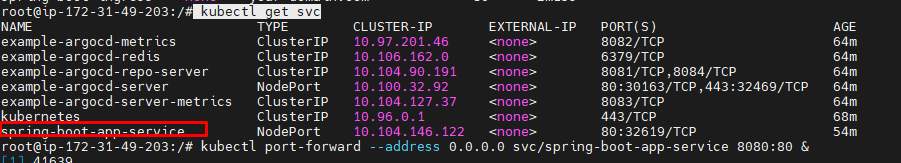 root@ip-172-31-49-203:/# kubectl get svc
NAME TYPE CLUSTER-IP EXTERNAL-IP PORT(S) AGE
example-argocd-metrics ClusterIP 10.97.201.46 <none> 8082/TCP 64m
example-argocd-redis ClusterIP 10.106.162.0 <none> 6379/TCP 64m
example-argocd-repo-server ClusterIP 10.104.90.191 <none> 8081/TCP,8084/TCP 64m
example-argocd-server NodePort 10.100.32.92 <none> 80:30163/TCP,443:32469/TCP 64m
example-argocd-server-metrics ClusterIP 10.104.127.37 <none> 8083/TCP 64m
kubernetes ClusterIP 10.96.0.1 <none> 443/TCP 68m
spring-boot-app-service NodePort 10.104.146.122 <none> 80:32619/TCP 54m
root@ip-172-31-49-203:/# kubectl port-forward --address 0.0.0.0 svc/spring-boot-app-service 8080:80 &
[1] 41639